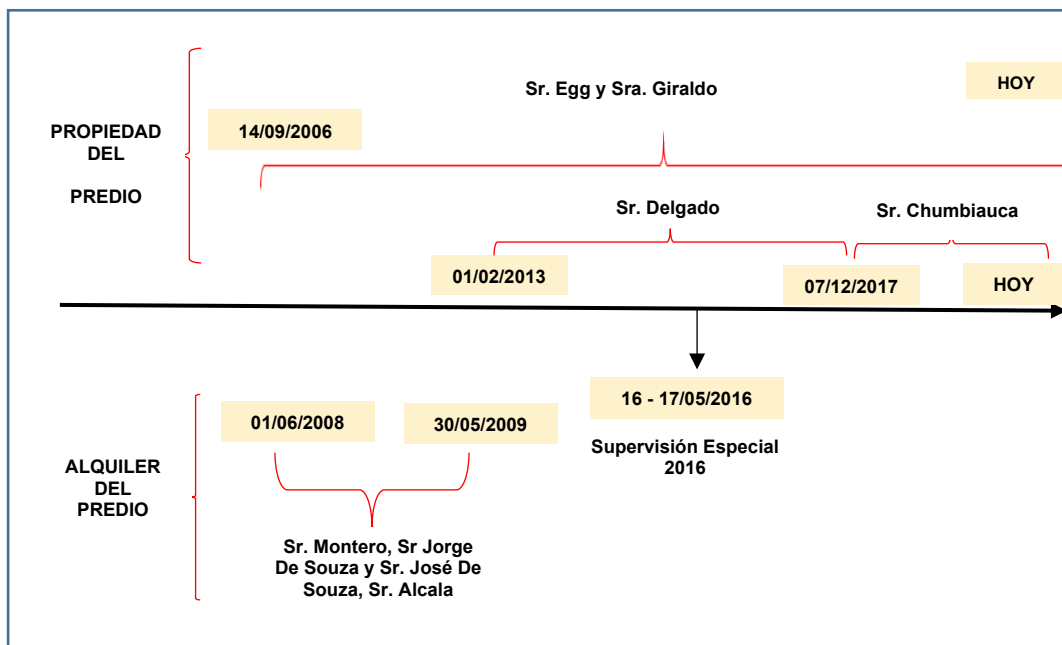 Sr. Egg y Sra. Giraldo
HOY
14/09/2006
PROPIEDAD
DEL
PREDIO
Sr. Delgado
Sr. Chumbiauca
01/02/2013
07/12/2017
HOY
16 - 17/05/2016
Supervisión Especial
2016
01/06/2008
30/05/2009
ALQUILER
DEL
PREDIO
Sr. Montero, Sr Jorge
De Souza y Sr. José De
Souza, Sr. Alcala